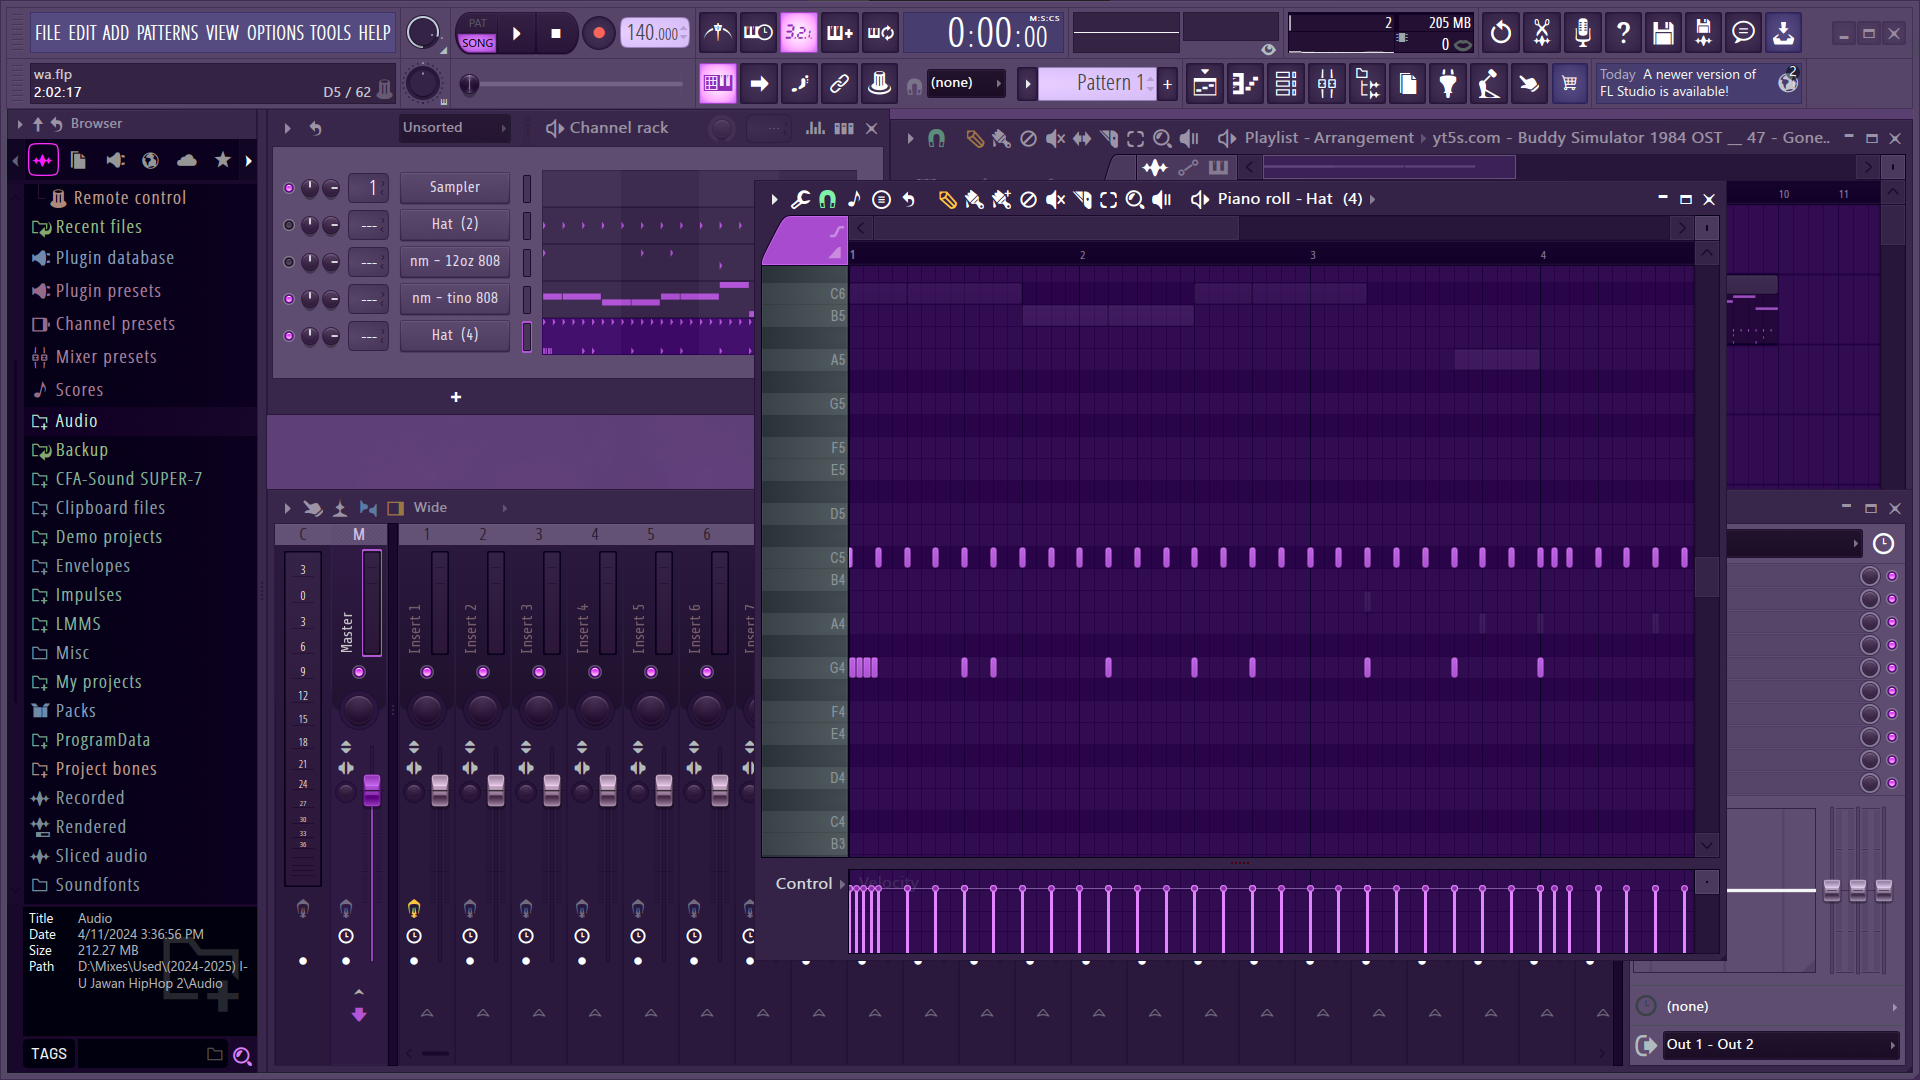 FILE EDIT ADD PATTERNS VIEW OPTIONS TOOLS HELP
PAT
SONG
140.000
3.2.
0:00:00
M:S:CS
2
205 MB
0
wa.flp
2:02:17
D5 / 62
(none)
Pattern 1
Today A newer version of
FL Studio is available!
2
Browser
Remote control
Recent files
Plugin database
Plugin presets
Channel presets
Mixer presets
Scores
Audio
Backup
CFA-Sound SUPER-7
Clipboard files
Demo projects
Envelopes
Impulses
LMMS
Misc
My projects
Packs
ProgramData
Project bones
Recorded
Rendered
Sliced audio
Soundfonts
Title Audio
Date 4/11/2024 3:36:56 PM
Size 212.27 MB
Path D:\Mixes\Used\(2024-2025) I-
U Jawan HipHop 2\Audio
TAGS
Unsorted
Channel rack
1
Sampler
---
Hat (2)
---
nm - 12oz 808
---
nm - tino 808
---
Hat (4)
+
Playlist - Arrangement
yt5s.com - Buddy Simulator 1984 OST __ 47 - Gone...
10 11
Piano roll - Hat (4)
1 2 3 4
C6
B5
A5
G5
F5
E5
D5
C5
B4
A4
G4
F4
E4
D4
C4
B3
Control
Velocity
Wide
C M 1 2 3 4 5 6
3
0
3
6
9
12
15
18
21
24
27
30
33
36
Master
Insert 1
Insert 2
Insert 3
Insert 4
Insert 5
Insert 6
(none)
Out 1 - Out 2